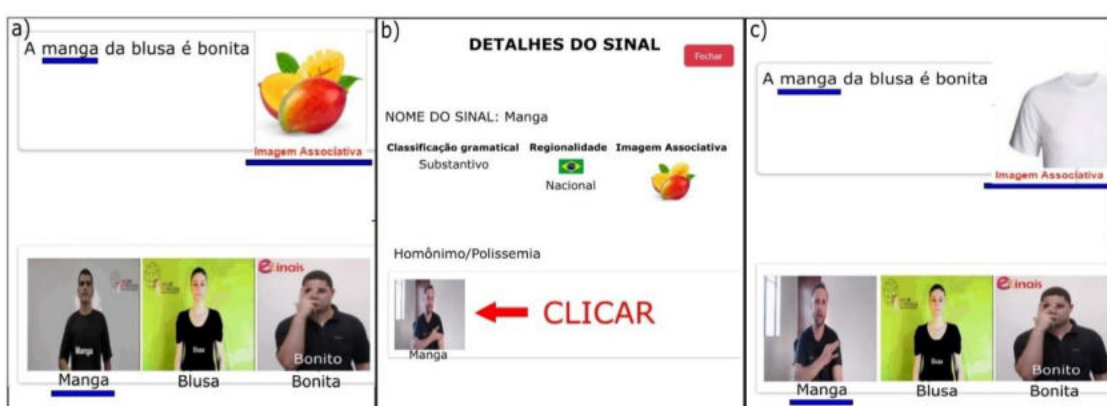 a)
A manga da blusa é bonita
Imagem Associativa
Manga
Blusa
e inais
Bonito
Manga
Blusa
Bonita
b)
DETALHES DO SINAL
Fechar
NOME DO SINAL: Manga
Classificação gramatical
Regionalidade
Imagem Associativa
Substantivo
Nacional
Homônimo/Polissemia
CLICAR
Manga
c)
A manga da blusa é bonita
Imagem Associativa
Blusa
inais
Bonito
Manga
Blusa
Bonita